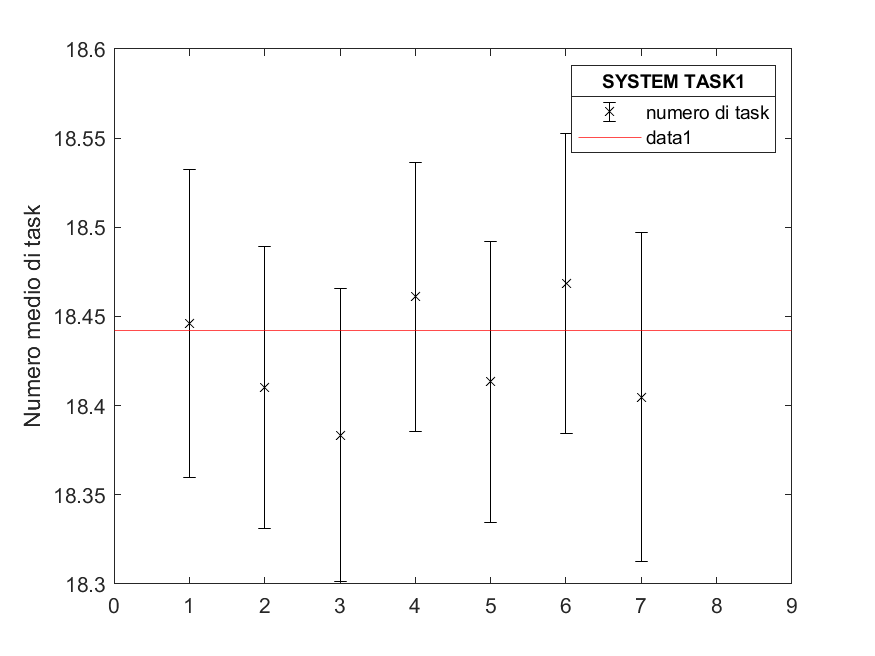 18.6
18.55
18.5
18.45
18.4
18.35
18.3
Numero medio di task
SYSTEM TASK1
numero di task
data1
0 1 2 3 4 5 6 7 8 9